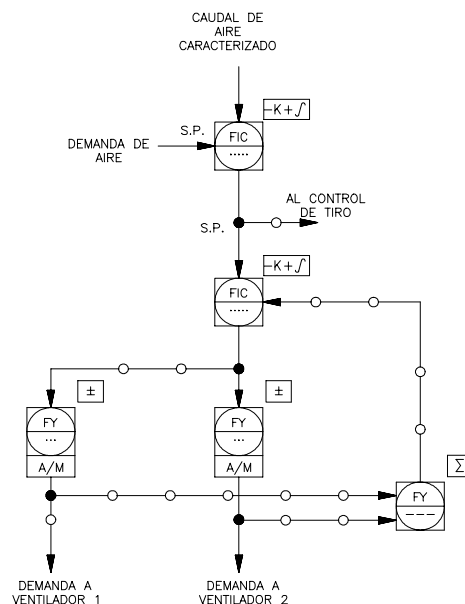 CAUDAL DE
AIRE
CARACTERIZADO
-K+∫
S.P.
FIC
.....
DEMANDA DE
AIRE
AL CONTROL
DE TIRO
S.P.
-K+∫
FIC
.....
±
±
FY
...
A/M
FY
...
A/M
Σ
FY
---
DEMANDA A
VENTILADOR 1
DEMANDA A
VENTILADOR 2